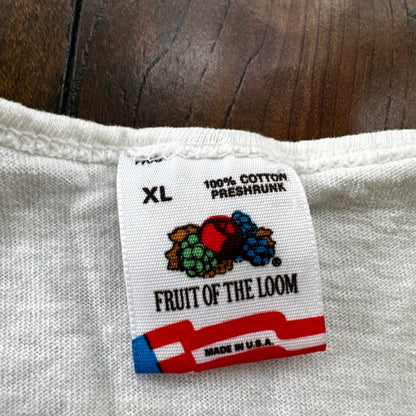 XL
100% COTTON
PRESHRUNK
®
FRUIT OF THE LOOM
MADE IN U.S.A.